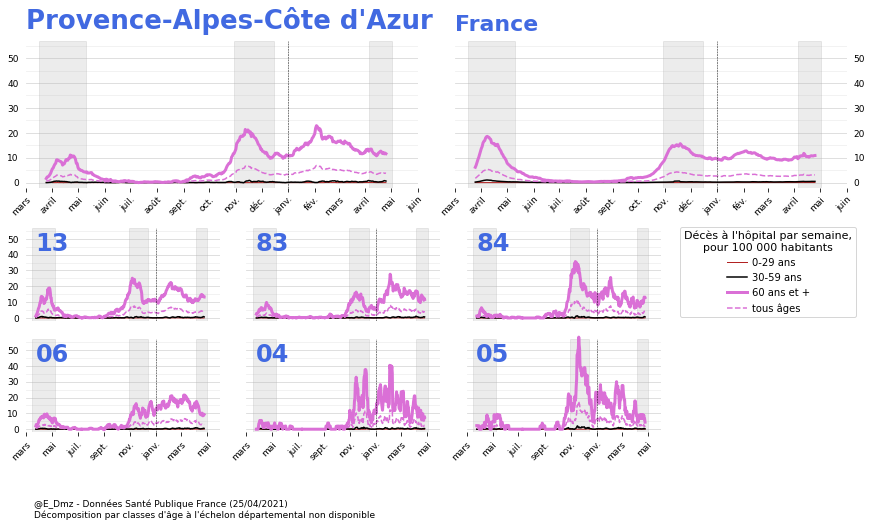 Provence-Alpes-Côte d'Azur France
50 40 30 20 10 0
50 40 30 20 10 0
mars avril mai juin juil. août sept. oct. nov. déc. janv. fév. mars avril mai juin
mars avril mai juin juil. août sept. oct. nov. déc. janv. fév. mars avril mai juin
13 83 84
50 40 30 20 10 0
Décès à l'hôpital par semaine,
pour 100 000 habitants
0-29 ans
30-59 ans
60 ans et +
tous âges
06 04 05
50 40 30 20 10 0
mars mai juil. sept. nov. janv. mars mai
mars mai juil. sept. nov. janv. mars mai
mars mai juil. sept. nov. janv. mars mai
@E_Dmz - Données Santé Publique France (25/04/2021)
Décomposition par classes d'âge à l'échelon départemental non disponible